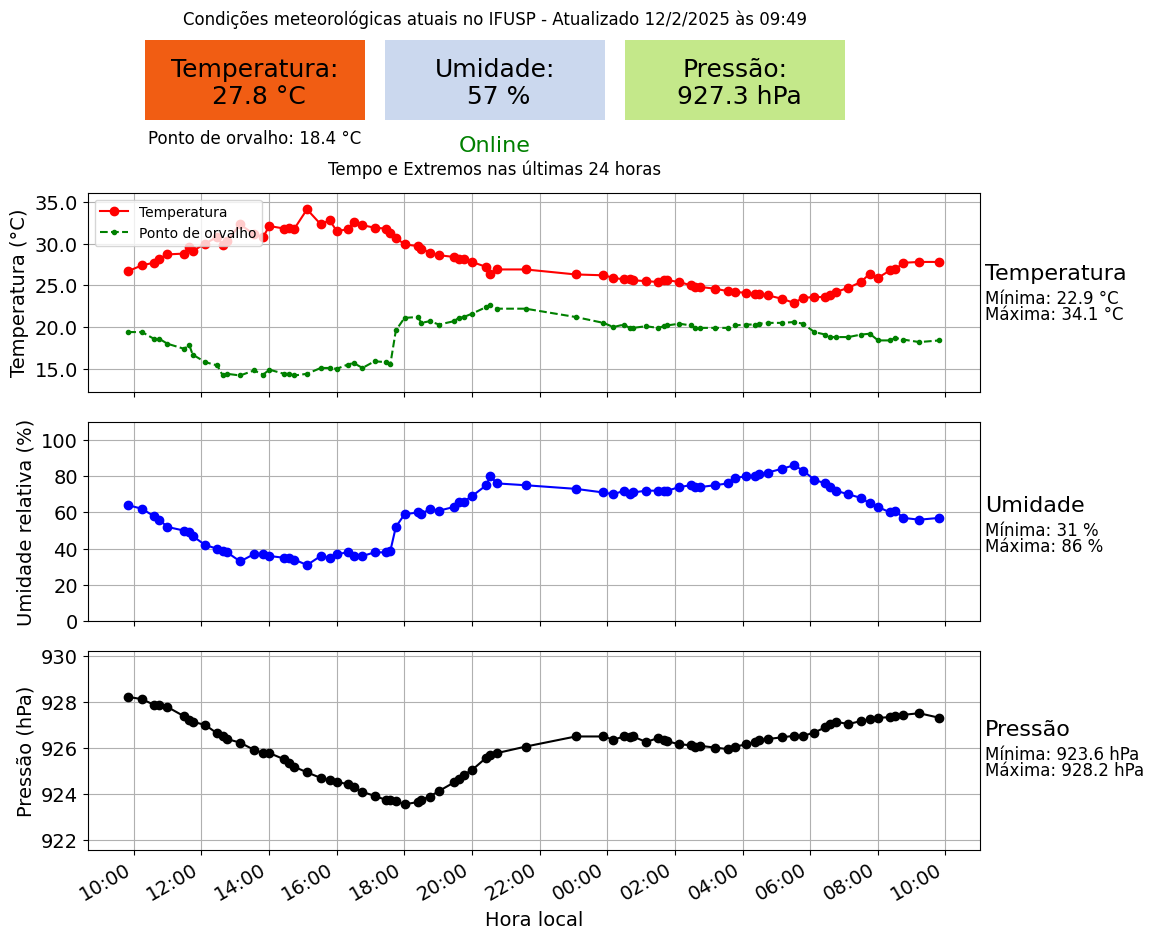 Condições meteorológicas atuais no IFUSP - Atualizado 12/2/2025 às 09:49
Temperatura:
27.8 °C
Umidade:
57 %
Pressão:
927.3 hPa
Ponto de orvalho: 18.4 °C
Online
Tempo e Extremos nas últimas 24 horas
Temperatura (°C)
35.0
30.0
25.0
20.0
15.0
Temperatura
Ponto de orvalho
Temperatura
Mínima: 22.9 °C
Máxima: 34.1 °C
Umidade relativa (%)
100
80
60
40
20
0
Umidade
Mínima: 31 %
Máxima: 86 %
Pressão (hPa)
930
928
926
924
922
Pressão
Mínima: 923.6 hPa
Máxima: 928.2 hPa
10:00 12:00 14:00 16:00 18:00 20:00 22:00 00:00 02:00 04:00 06:00 08:00 10:00
Hora local